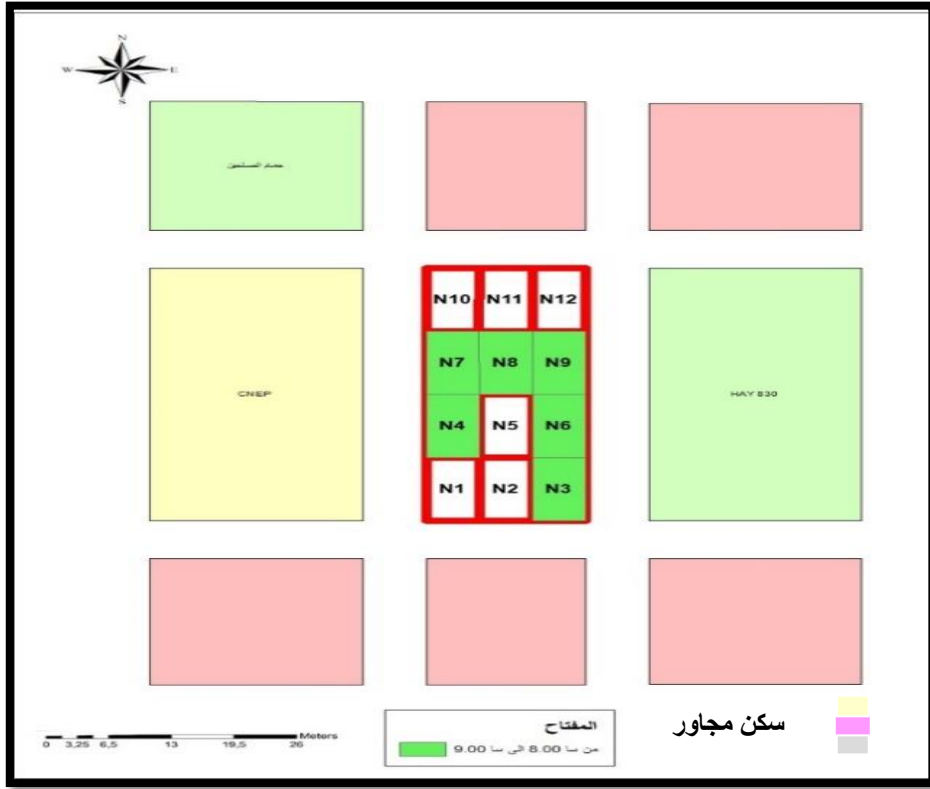 N
W E
S
حمام الصالحين
N10 N11 N12
N7 N8 N9
CNEP
HAY 830
N4 N5 N6
N1 N2 N3
المفتاح
من سا 8.00 الى سا 9.00
سكن مجاور
Meters
0 3,25 6,5 13 19,5 26